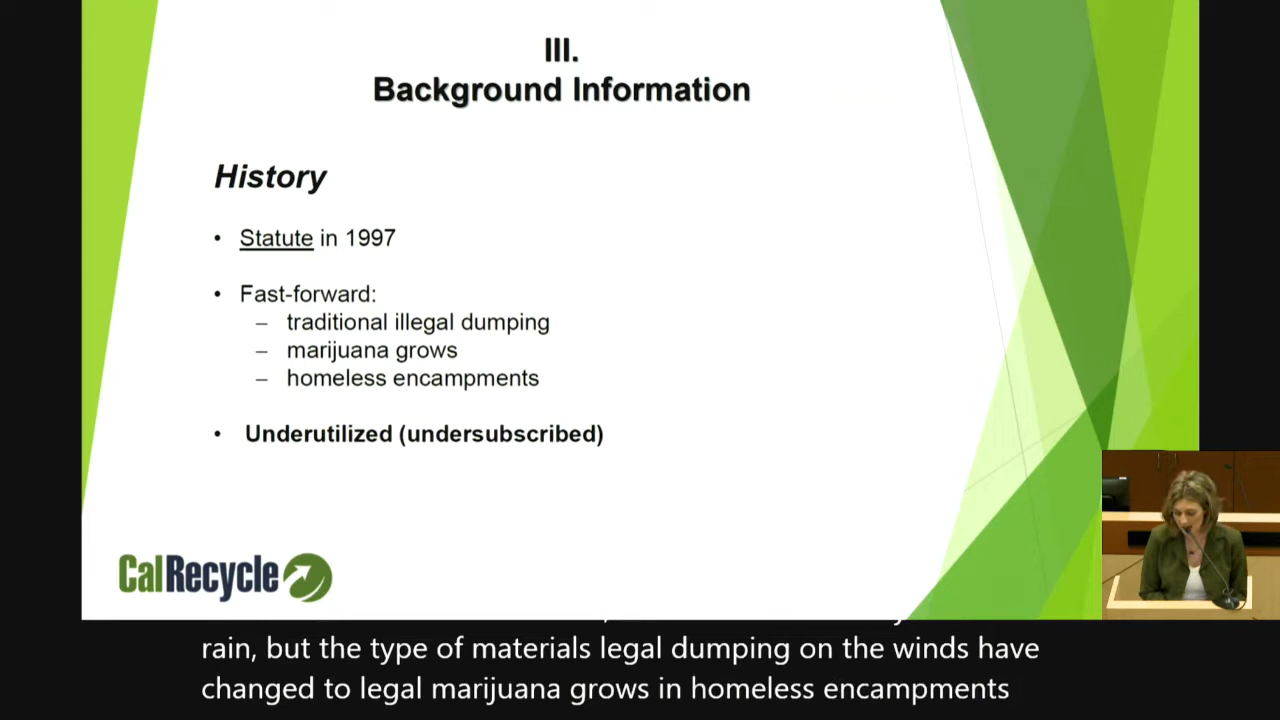 III.
Background Information
History
• Statute in 1997
• Fast-forward:
– traditional illegal dumping
– marijuana grows
– homeless encampments
• Underutilized (undersubscribed)
CalRecycle
rain, but the type of materials legal dumping on the winds have
changed to legal marijuana grows in homeless encampments